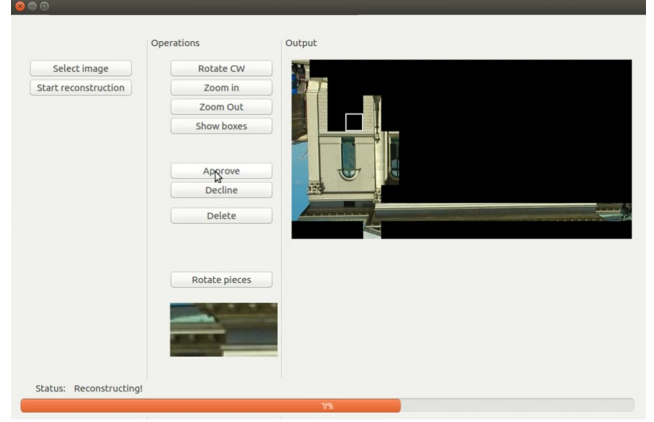 Operations
Output
Select image
Start reconstruction
Rotate CW
Zoom in
Zoom Out
Show boxes
Approve
Decline
Delete
Rotate pieces
Status: Reconstructing!